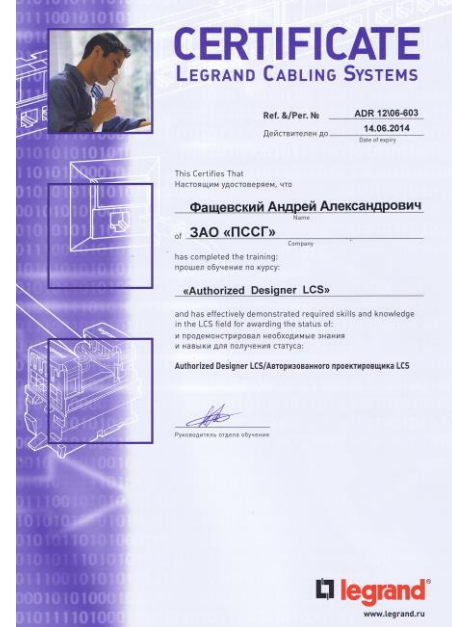 CERTIFICATE
LEGRAND CABLING SYSTEMS
Ref. &/Рег. № ADR 12\06-603
Действителен до 14.06.2014
Date of expiry
This Certifies That
Настоящим удостоверяем, что
Фащевский Андрей Александрович
Name
of ЗАО «ПССГ»
Company
has completed the training:
прошел обучение по курсу:
«Authorized Designer LCS»
and has effectively demonstrated required skills and knowledge
in the LCS field for awarding the status of:
и продемонстрировал необходимые знания
и навыки для получения статуса:
Authorized Designer LCS/Авторизованного проектировщика LCS
Руководитель отдела обучения
legrand®
www.legrand.ru